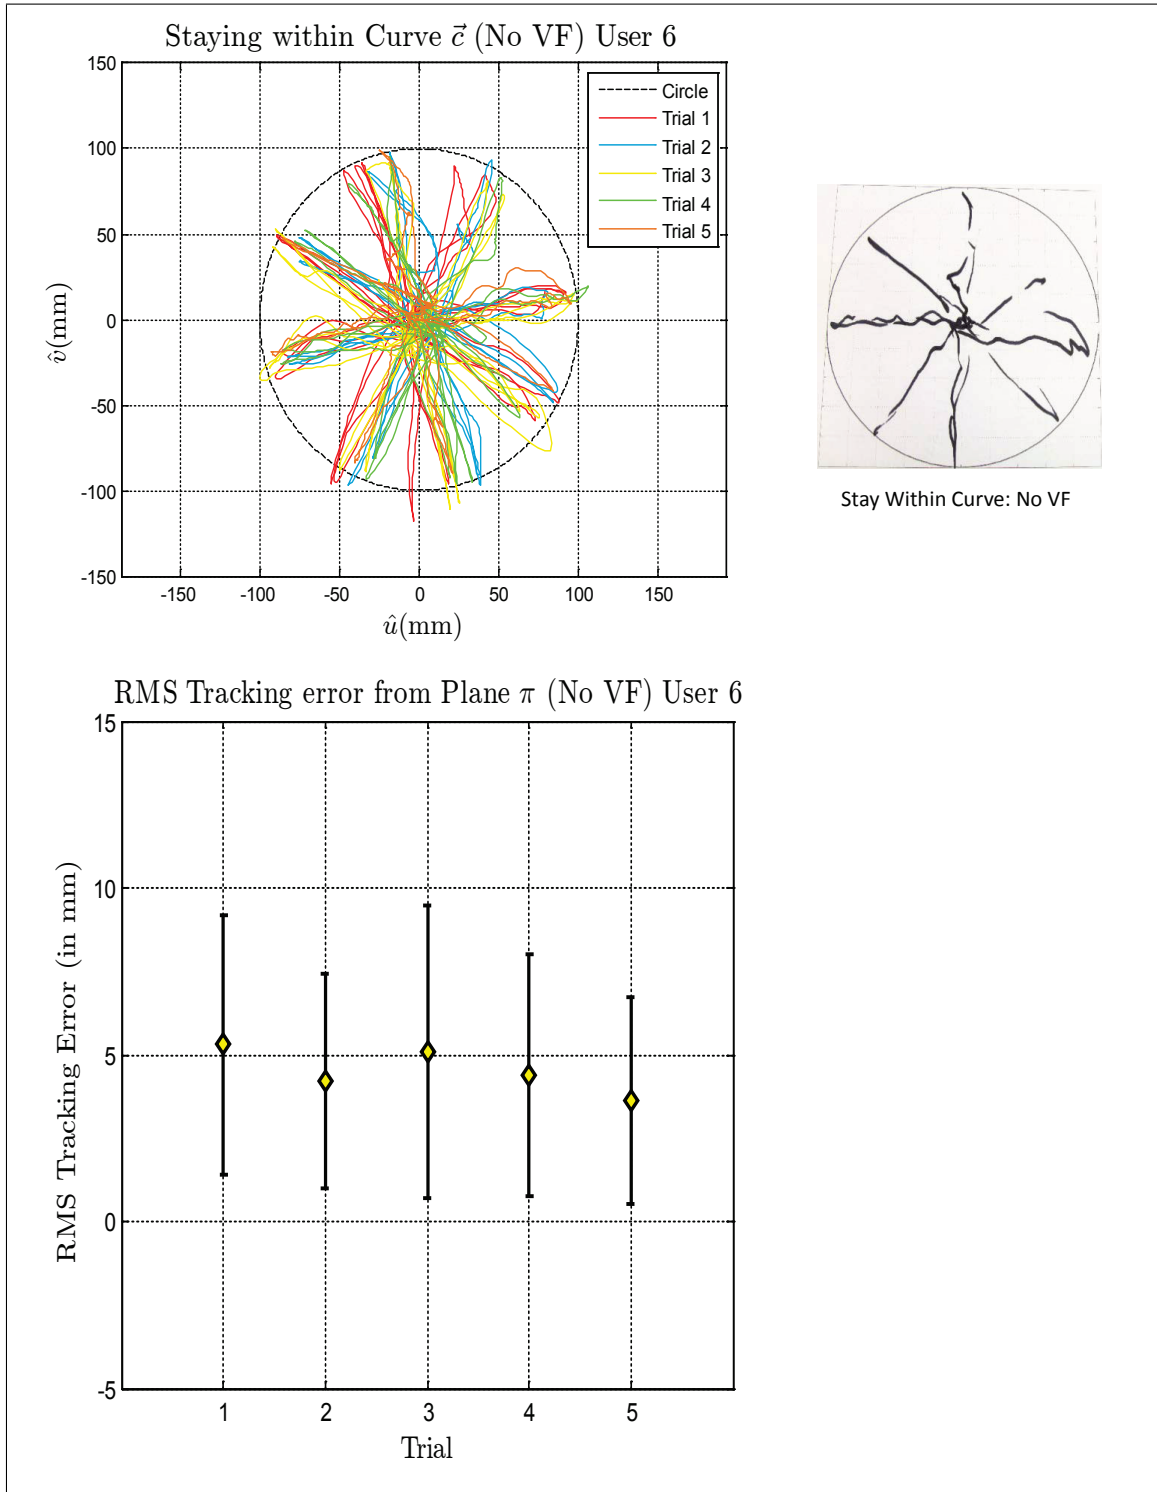 Staying within Curve c⃗ (No VF) User 6
150
100
50
0
-50
-100
-150
v̂(mm)
-150 -100 -50 0 50 100 150
û(mm)
Circle
Trial 1
Trial 2
Trial 3
Trial 4
Trial 5
Stay Within Curve: No VF
RMS Tracking error from Plane π (No VF) User 6
15
10
5
0
-5
RMS Tracking Error (in mm)
1 2 3 4 5
Trial